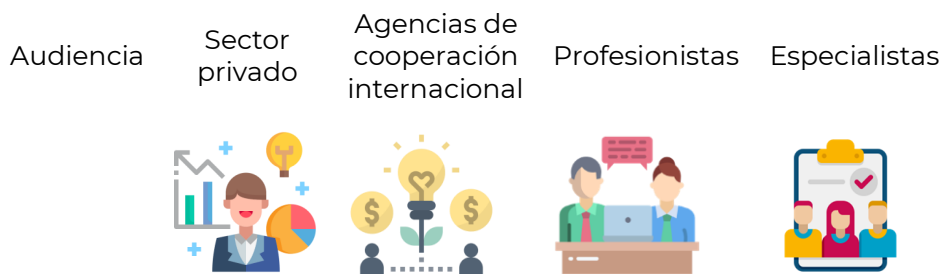 Audiencia
Sector
privado
Agencias de
cooperación
internacional
Profesionistas
Especialistas
$
$